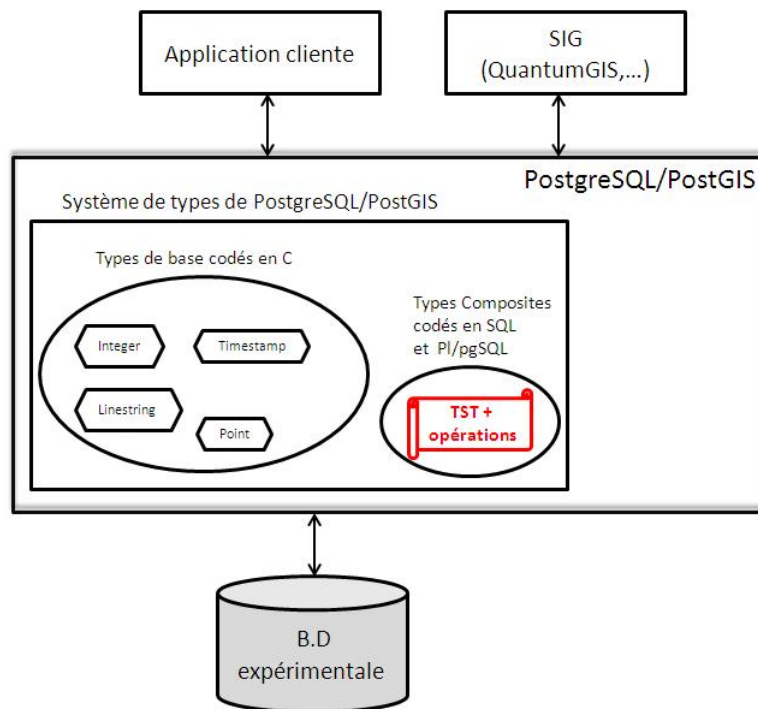 Application cliente
SIG
(QuantumGIS,...)
PostgreSQL/PostGIS
Système de types de PostgreSQL/PostGIS
Types de base codés en C
Types Composites
codés en SQL
et Pl/pgSQL
Integer
Timestamp
Linestring
Point
TST +
opérations
B.D
expérimentale